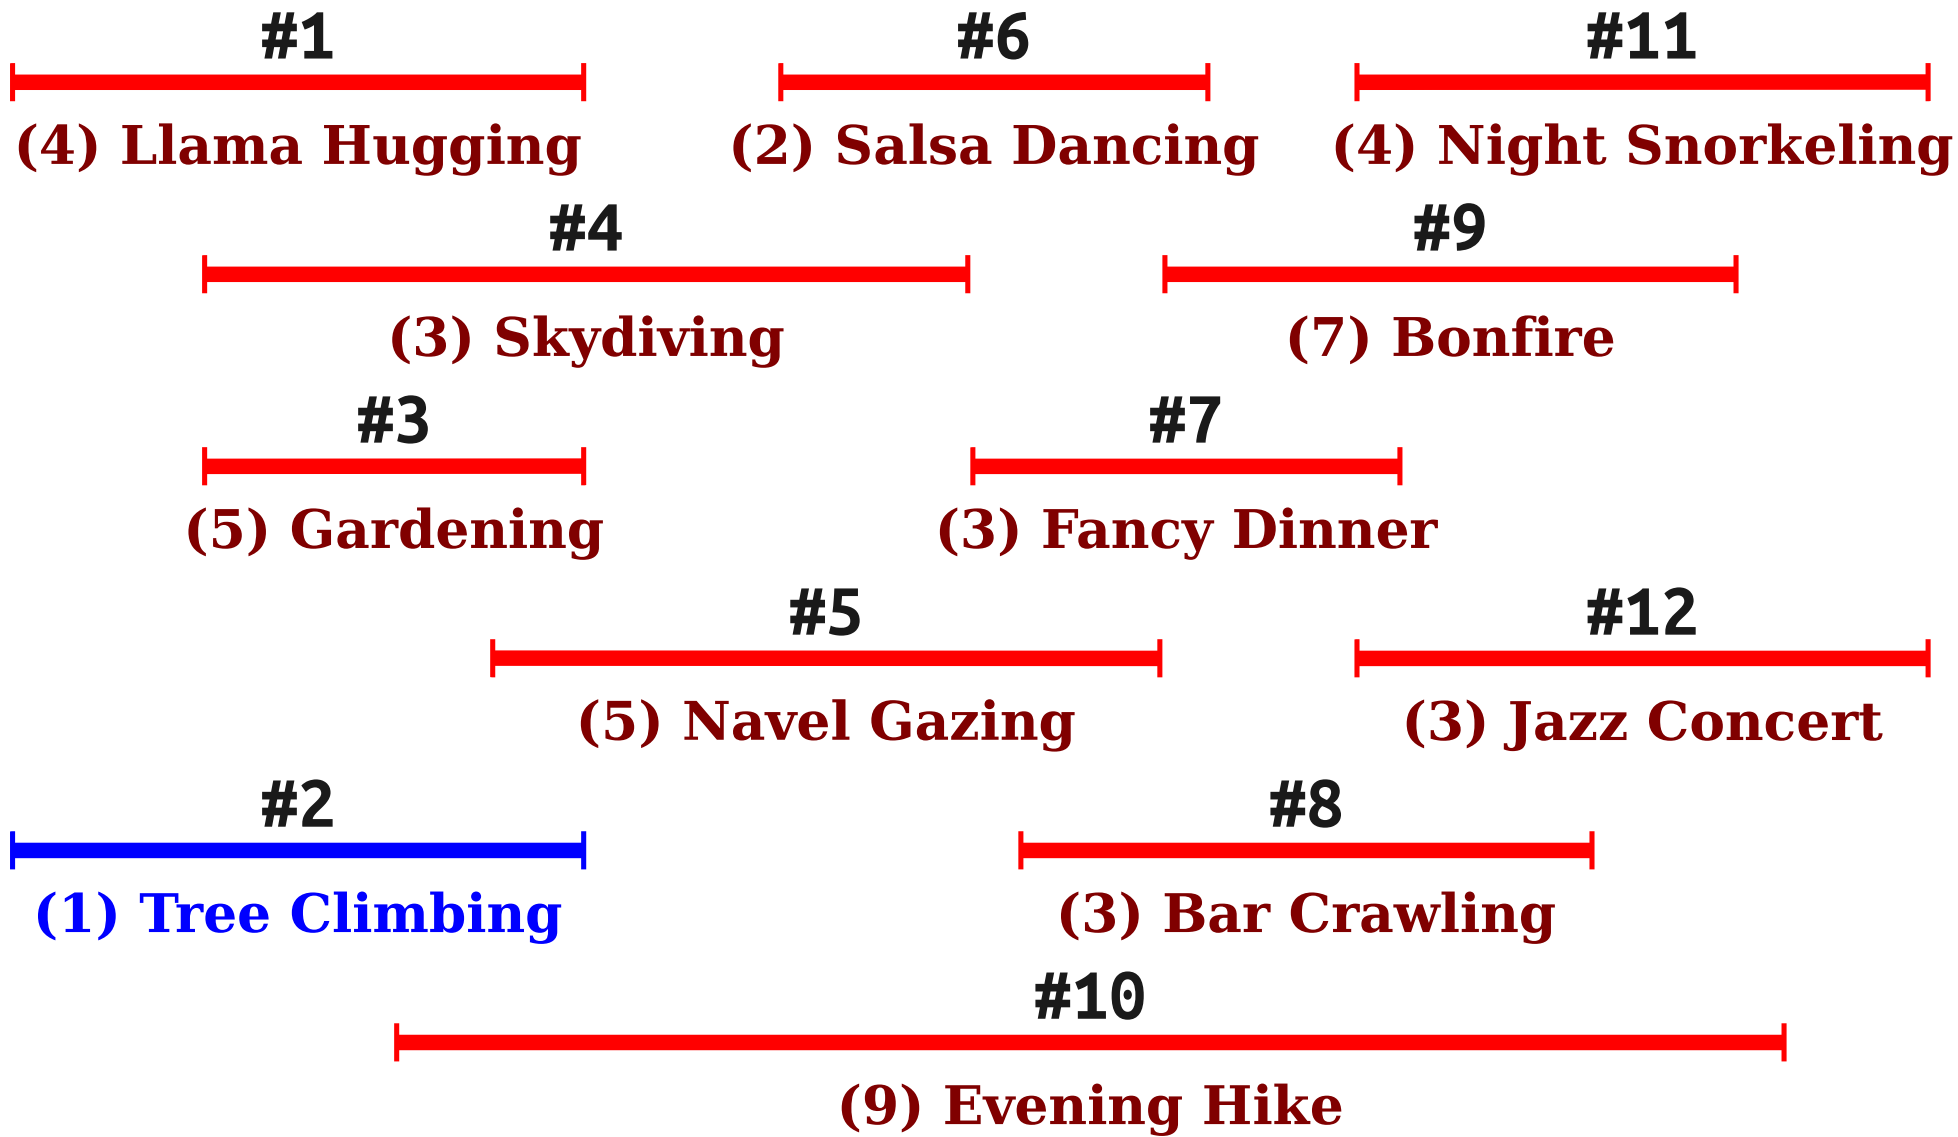 #1 #6 #11
(4) Llama Hugging (2) Salsa Dancing (4) Night Snorkeling
#4 #9
(3) Skydiving (7) Bonfire
#3 #7
(5) Gardening (3) Fancy Dinner
#5 #12
(5) Navel Gazing (3) Jazz Concert
#2 #8
(1) Tree Climbing (3) Bar Crawling
#10
(9) Evening Hike